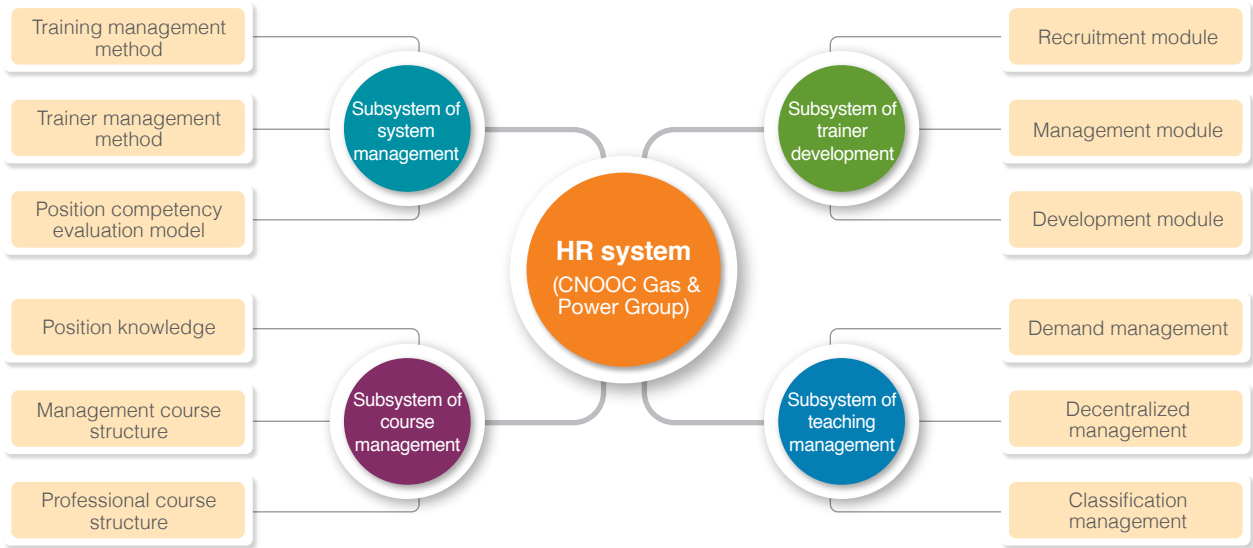 Training management
method
Trainer management
method
Position competency
evaluation model
Subsystem of
system
management
Subsystem of
trainer
development
Recruitment module
Management module
Development module
HR system
(CNOOC Gas &
Power Group)
Position knowledge
Management course
structure
Professional course
structure
Subsystem of
course
management
Subsystem of
teaching
management
Demand management
Decentralized
management
Classification
management